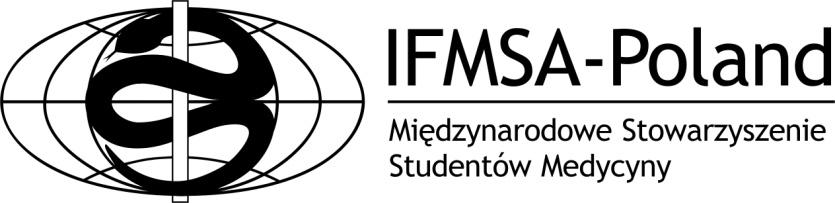 IFMSA-Poland
Międzynarodowe Stowarzyszenie
Studentów Medycyny